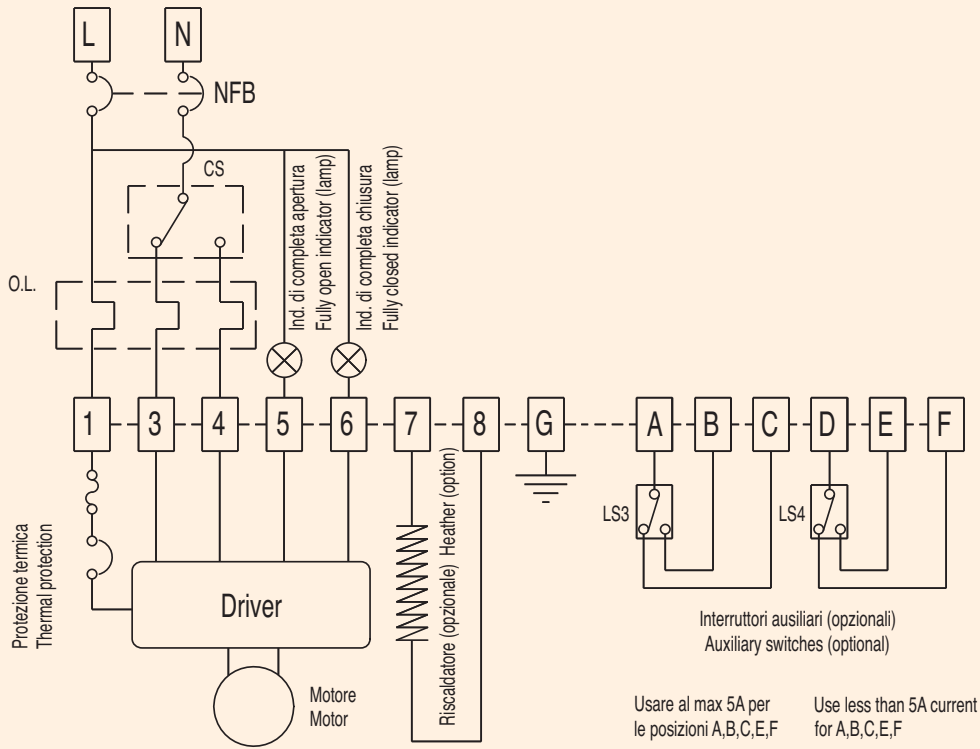 L N
NFB
CS
O.L.
Ind. di completa apertura
Fully open indicator (lamp)
Ind. di completa chiusura
Fully closed indicator (lamp)
1 3 4 5 6 7 8 G A B C D E F
Protezione termica
Thermal protection
Driver
Motore
Motor
Riscaldatore (opzionale) Heather (option)
LS3
LS4
Interruttori ausiliari (opzionali)
Auxiliary switches (optional)
Usare al max 5A per
le posizioni A,B,C,E,F
Use less than 5A current
for A,B,C,E,F